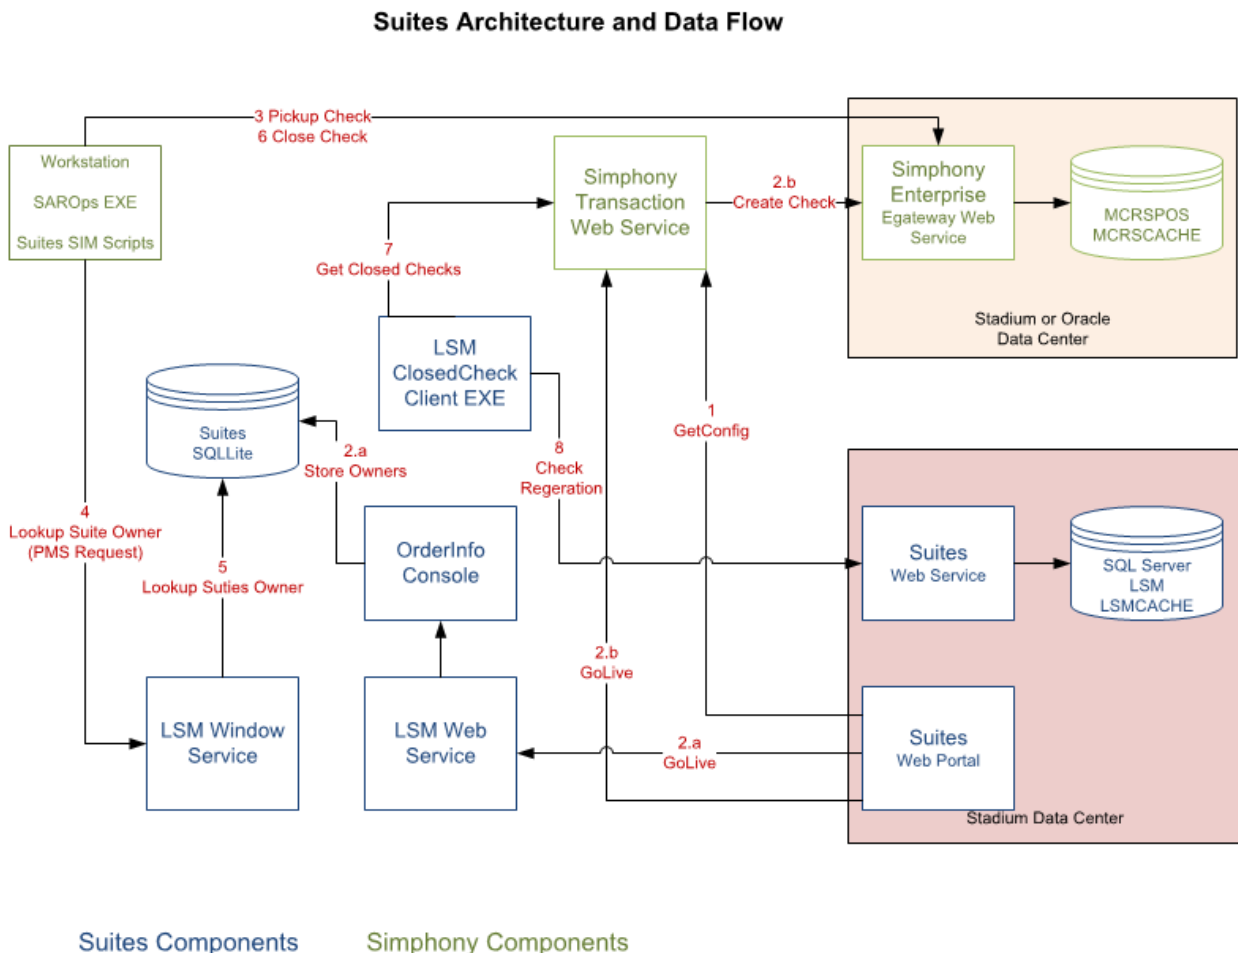 Suites Architecture and Data Flow
3 Pickup Check
6 Close Check
Workstation
SAROps EXE
Suites SIM Scripts
Simphony
Transaction
Web Service
2.b
Create Check
Simphony
Enterprise
Egateway Web
Service
MCRSPOS
MCRSCACHE
Stadium or Oracle
Data Center
7
Get Closed Checks
LSM
ClosedCheck
Client EXE
Suites
SQLLite
2.a
Store Owners
8
Check
Regeration
1
GetConfig
4
Lookup Suite Owner
(PMS Request)
5
Lookup Suties Owner
OrderInfo
Console
Suites
Web Service
SQL Server
LSM
LSMCACHE
2.b
GoLive
LSM Window
Service
LSM Web
Service
2.a
GoLive
Suites
Web Portal
Stadium Data Center
Suites Components
Simphony Components